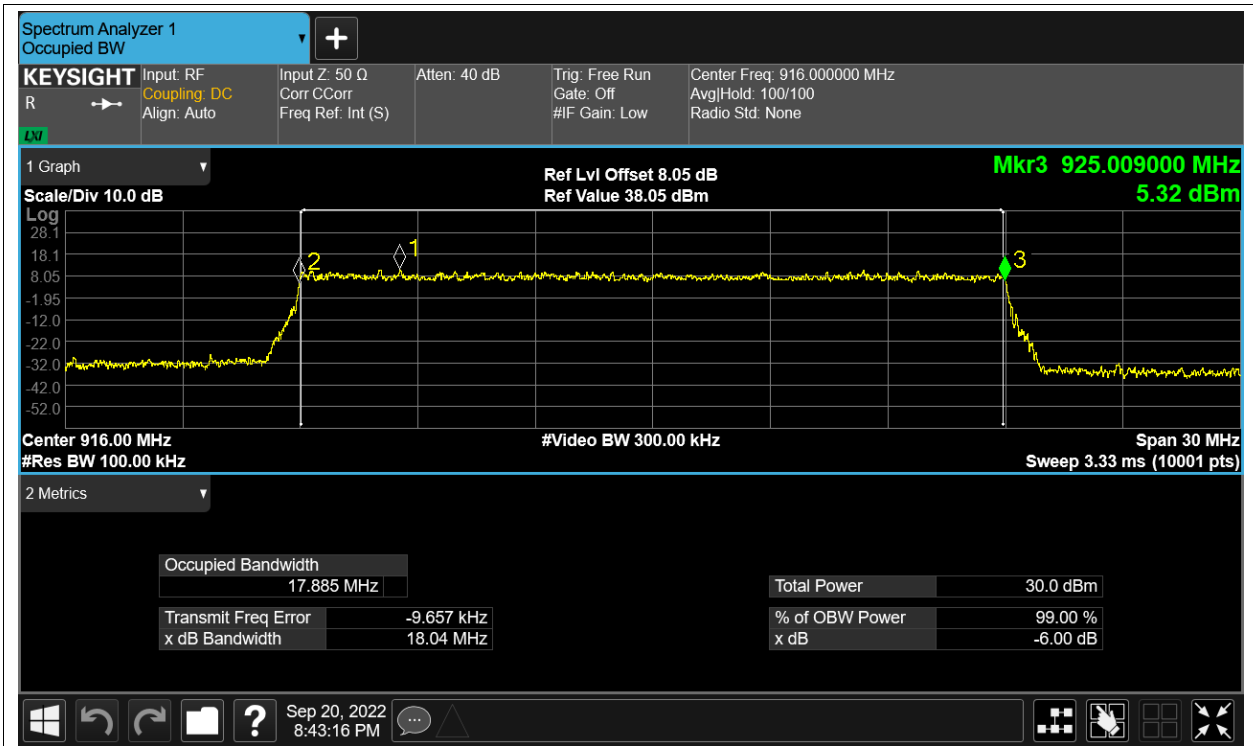 Spectrum Analyzer 1
Occupied BW
KEYSIGHT
R
LXI
Input: RF
Coupling: DC
Align: Auto
Input Z: 50 Ω
Corr CCorr
Freq Ref: Int (S)
Atten: 40 dB
Trig: Free Run
Gate: Off
#IF Gain: Low
Center Freq: 916.000000 MHz
Avg|Hold: 100/100
Radio Std: None
1 Graph
Scale/Div 10.0 dB
Ref Lvl Offset 8.05 dB
Ref Value 38.05 dBm
Mkr3 925.009000 MHz
5.32 dBm
Log
28.1
18.1
8.05
-1.95
-12.0
-22.0
-32.0
-42.0
-52.0
2
1
3
Center 916.00 MHz
#Res BW 100.00 kHz
#Video BW 300.00 kHz
Span 30 MHz
Sweep 3.33 ms (10001 pts)
2 Metrics
Occupied Bandwidth
17.885 MHz
Transmit Freq Error -9.657 kHz
x dB Bandwidth 18.04 MHz
Total Power 30.0 dBm
% of OBW Power 99.00 %
x dB -6.00 dB
?
Sep 20, 2022
8:43:16 PM